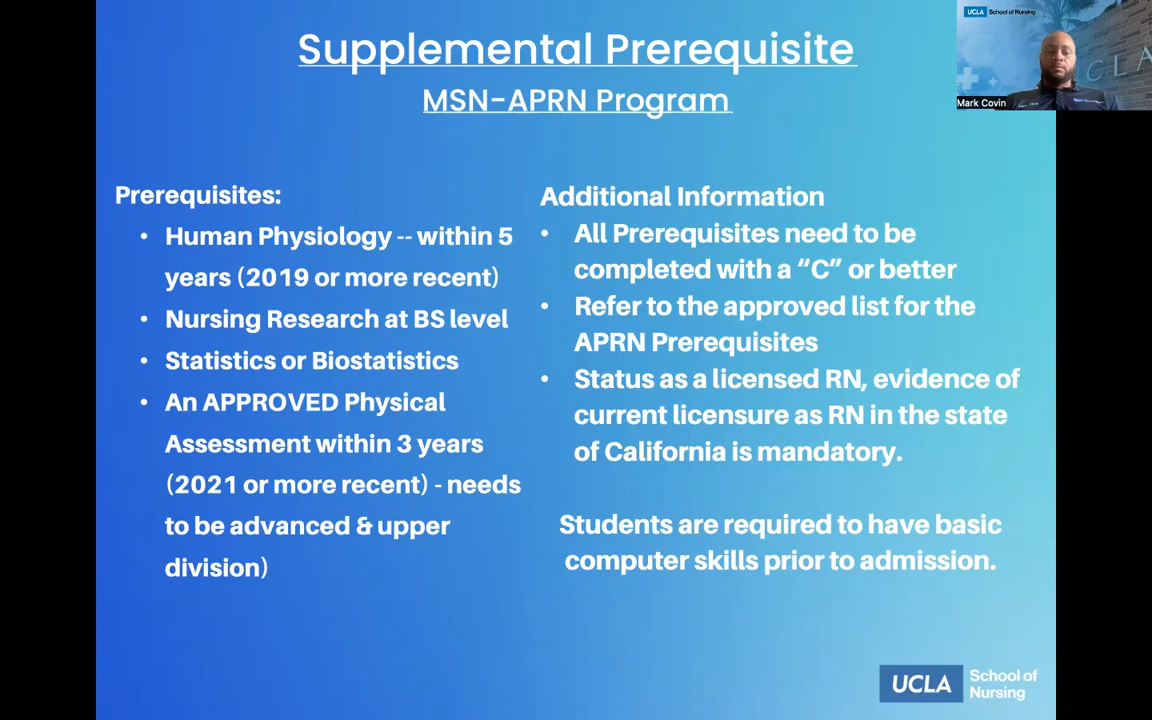 Supplemental Prerequisite
MSN-APRN Program
Prerequisites:
• Human Physiology -- within 5
years (2019 or more recent)
• Nursing Research at BS level
• Statistics or Biostatistics
• An APPROVED Physical
Assessment within 3 years
(2021 or more recent) - needs
to be advanced & upper
division)
Additional Information
• All Prerequisites need to be
completed with a “C” or better
• Refer to the approved list for the
APRN Prerequisites
• Status as a licensed RN, evidence of
current licensure as RN in the state
of California is mandatory.
Students are required to have basic
computer skills prior to admission.
UCLA School of
Nursing
UCLA School of Nursing
CLA
Mark Covin